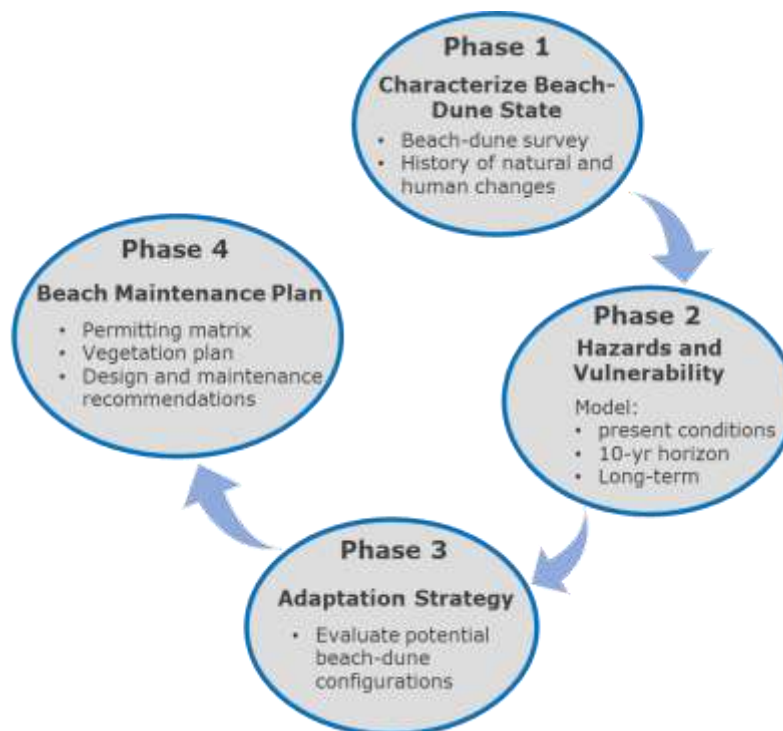 Phase 1
Characterize Beach-
Dune State
• Beach-dune survey
• History of natural and
human changes
Phase 2
Hazards and
Vulnerability
Model:
• present conditions
• 10-yr horizon
• Long-term
Phase 3
Adaptation Strategy
• Evaluate potential
beach-dune
configurations
Phase 4
Beach Maintenance Plan
• Permitting matrix
• Vegetation plan
• Design and maintenance
recommendations